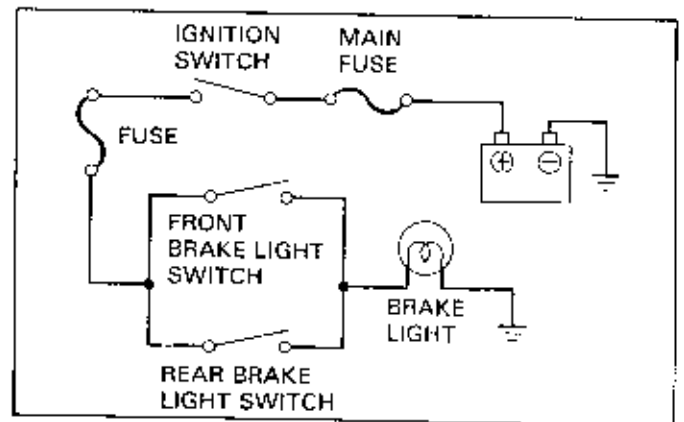 IGNITION
SWITCH
MAIN
FUSE
FUSE
+
−
FRONT
BRAKE LIGHT
SWITCH
BRAKE
LIGHT
REAR BRAKE
LIGHT SWITCH